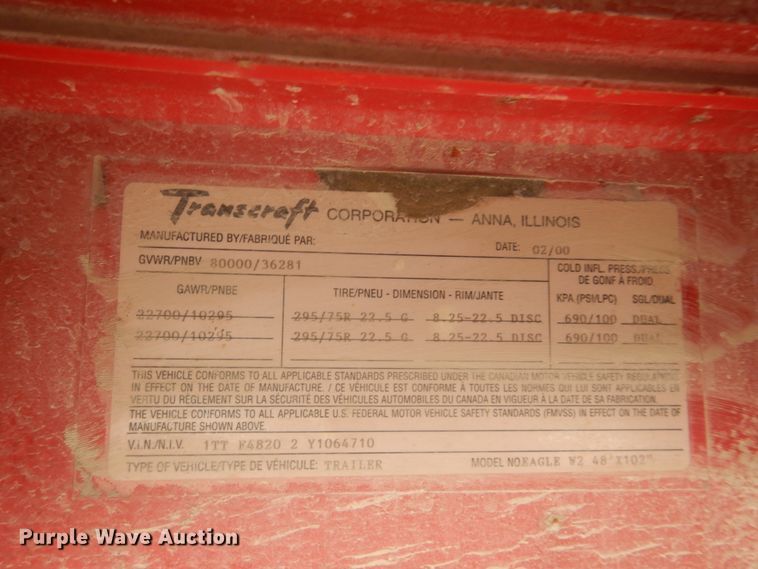 Transcraft CORPORATION — ANNA, ILLINOIS
MANUFACTURED BY/FABRIQUÉ PAR: DATE: 02/00
GVWR/PNBV 80000/36281
COLD INFL. PRESS./PRESS.
DE GONF À FROID
GAWR/PNBE TIRE/PNEU - DIMENSION - RIM/JANTE KPA (PSI/LPC) SGL/DUAL
22700/10295 295/75R 22.5 G 8.25-22.5 DISC 690/100 DUAL
22700/10295 295/75R 22.5 G 8.25-22.5 DISC 690/100 DUAL
THIS VEHICLE CONFORMS TO ALL APPLICABLE STANDARDS PRESCRIBED UNDER THE CANADIAN MOTOR VEHICLE SAFETY REGULATIONS
IN EFFECT ON THE DATE OF MANUFACTURE. / CE VÉHICULE EST CONFORME À TOUTES LES NORMES QUI LUI SONT APPLICABLES EN
VERTU DU RÉGLEMENT SUR LA SÉCURITÉ DES VÉHICULES AUTOMOBILES DU CANADA EN VIGUEUR À LA DATE DE SA FABRICATION.
THE VEHICLE CONFORMS TO ALL APPLICABLE U.S. FEDERAL MOTOR VEHICLE SAFETY STANDARDS (FMVSS) IN EFFECT ON THE DATE OF
MANUFACTURE SHOWN ABOVE.
V.I.N./N.I.V. 1TT F4820 2 Y1064710
TYPE OF VEHICLE/TYPE DE VÉHICULE: TRAILER MODEL NO. EAGLE W2 48'X102"
Purple Wave Auction